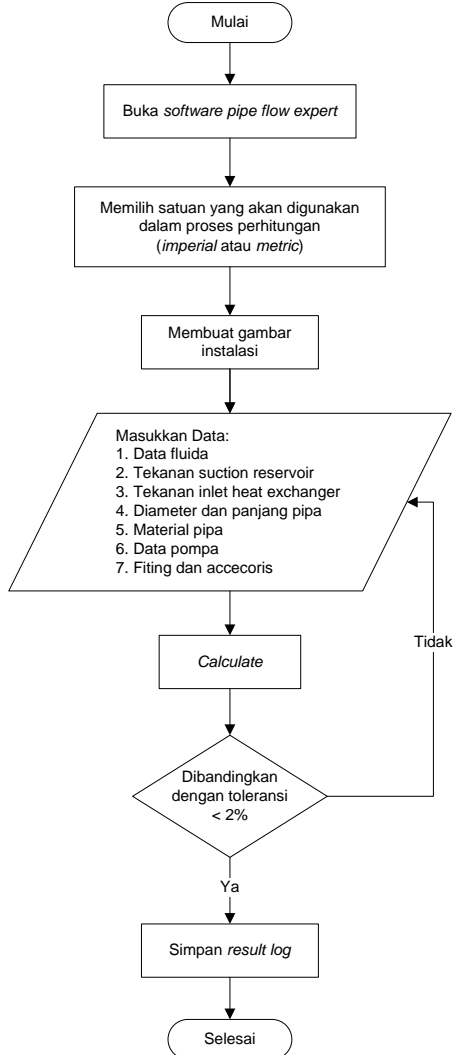 Mulai
Buka software pipe flow expert
Memilih satuan yang akan digunakan
dalam proses perhitungan
(imperial atau metric)
Membuat gambar
instalasi
Masukkan Data:
1. Data fluida
2. Tekanan suction reservoir
3. Tekanan inlet heat exchanger
4. Diameter dan panjang pipa
5. Material pipa
6. Data pompa
7. Fiting dan accecoris
Calculate
Tidak
Dibandingkan
dengan toleransi
< 2%
Ya
Simpan result log
Selesai